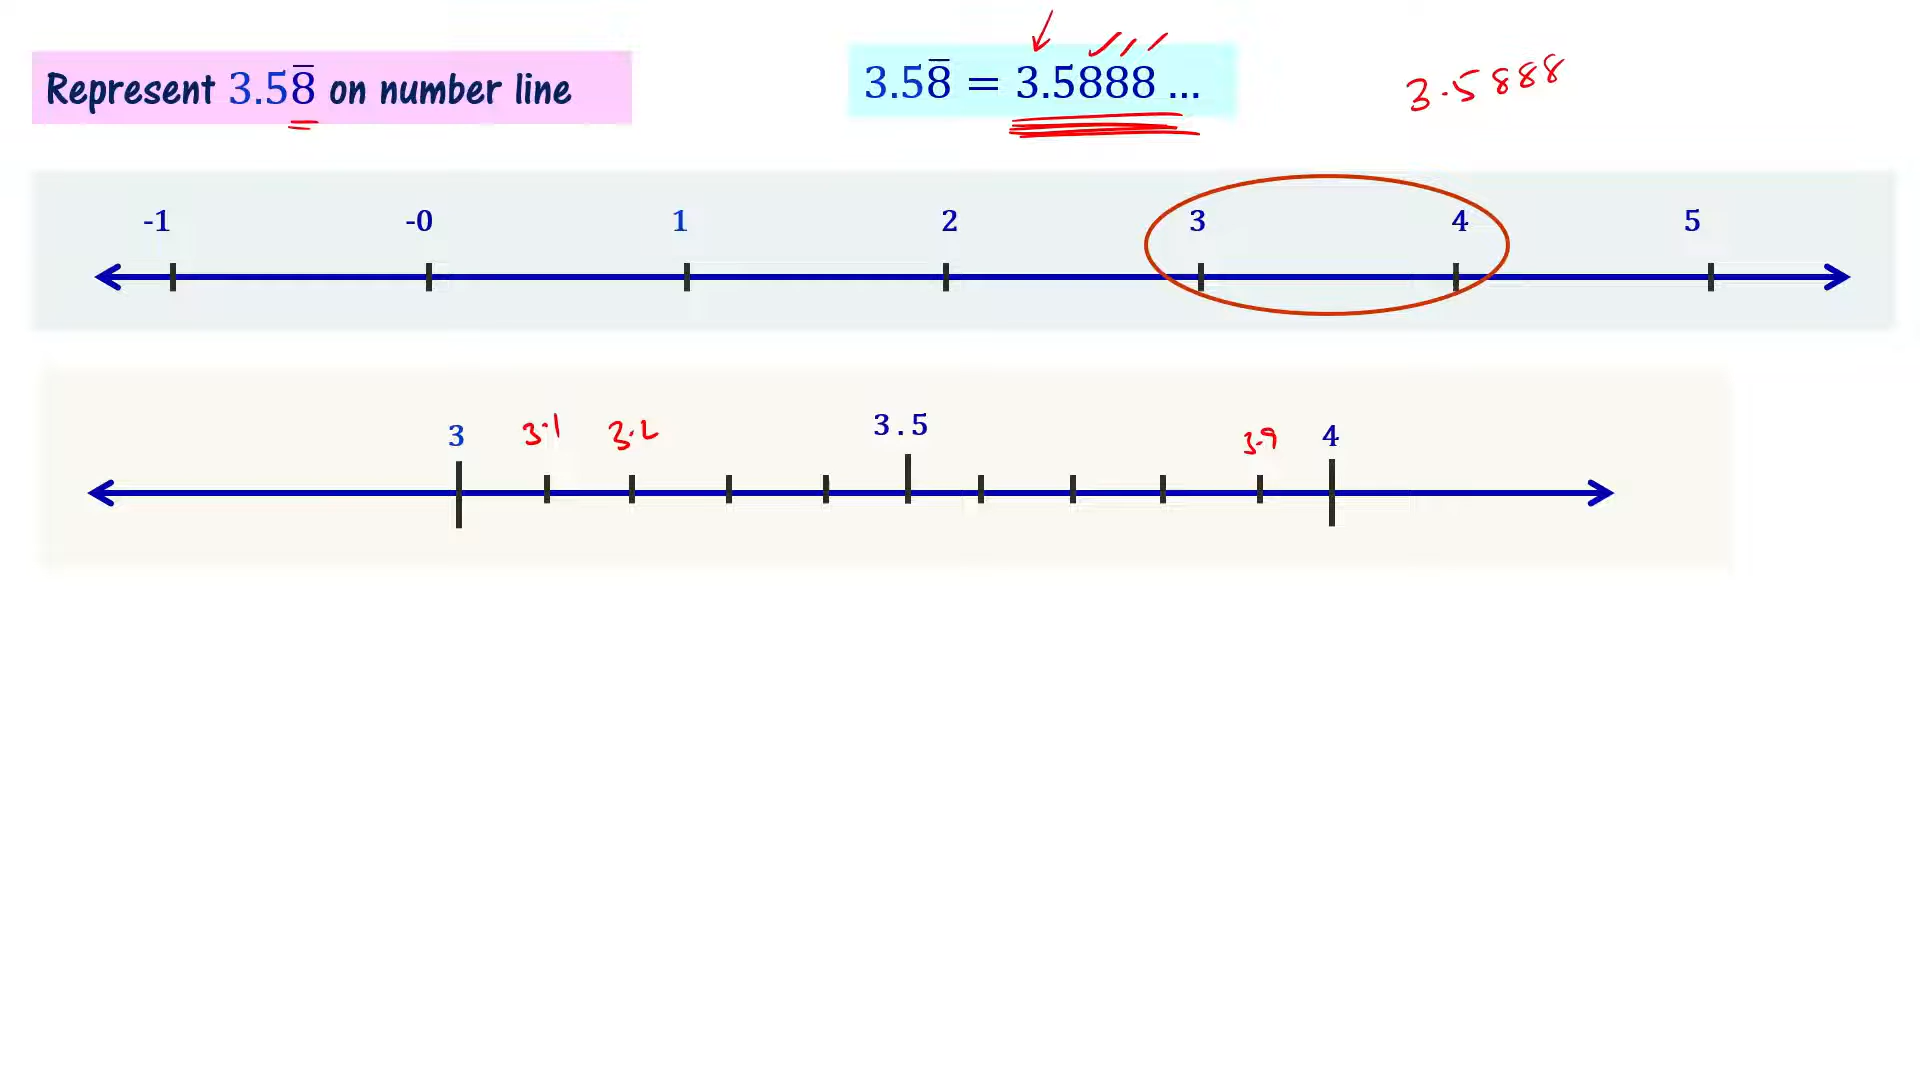 Represent 3.58̅ on number line
3.58̅ = 3.5888 ...
3.5888
-1 -0 1 2 3 4 5
3 3.1 3.2 3.5 3.9 4